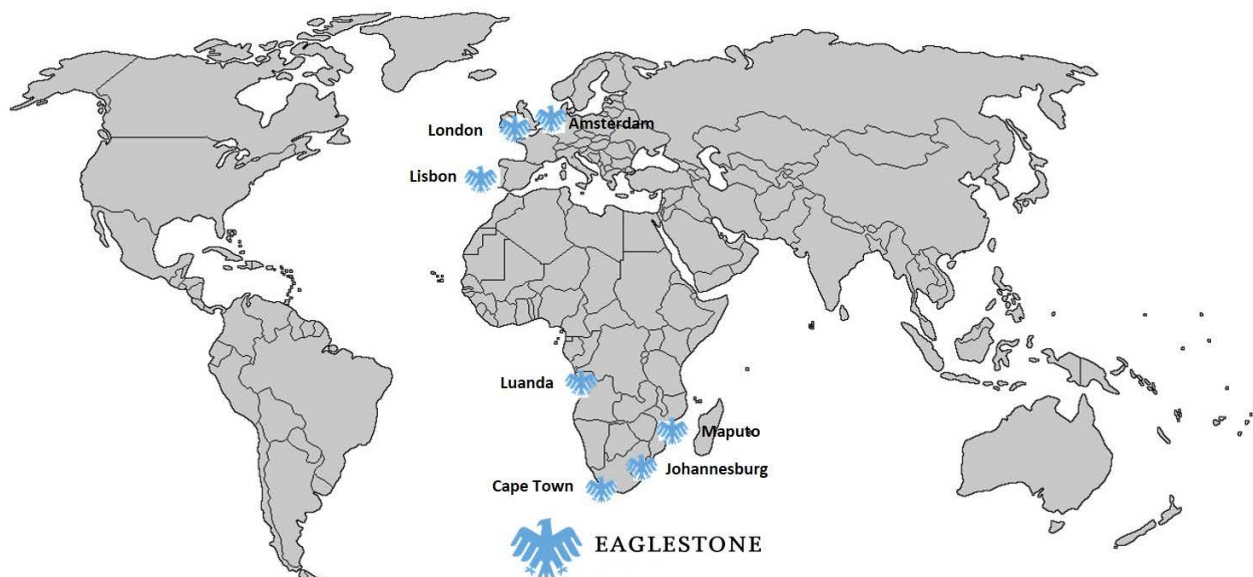 London
Amsterdam
Lisbon
Luanda
Maputo
Johannesburg
Cape Town
EAGLESTONE